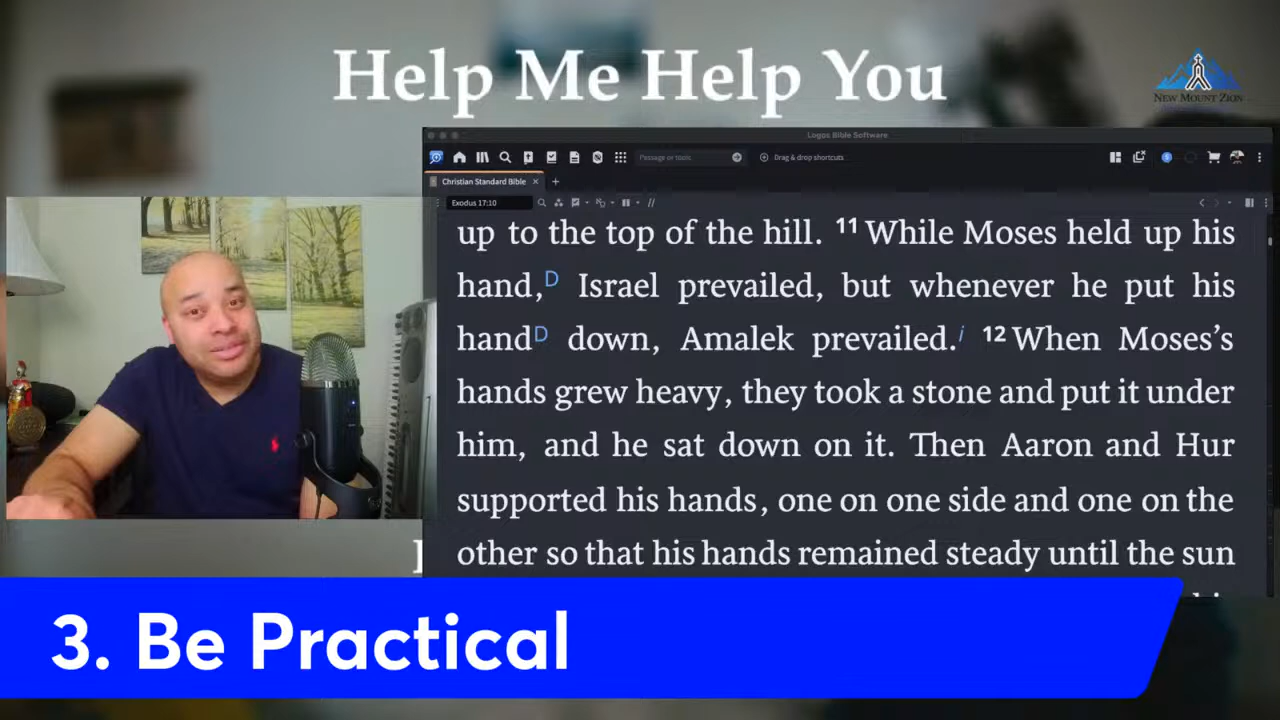 Help Me Help You
NEW MOUNT ZION
Logos Bible Software
Passage or tools
Drag & drop shortcuts
Christian Standard Bible
Exodus 17:10
up to the top of the hill. 11 While Moses held up his
hand,D Israel prevailed, but whenever he put his
handD down, Amalek prevailed.i 12 When Moses’s
hands grew heavy, they took a stone and put it under
him, and he sat down on it. Then Aaron and Hur
supported his hands, one on one side and one on the
other so that his hands remained steady until the sun
3. Be Practical